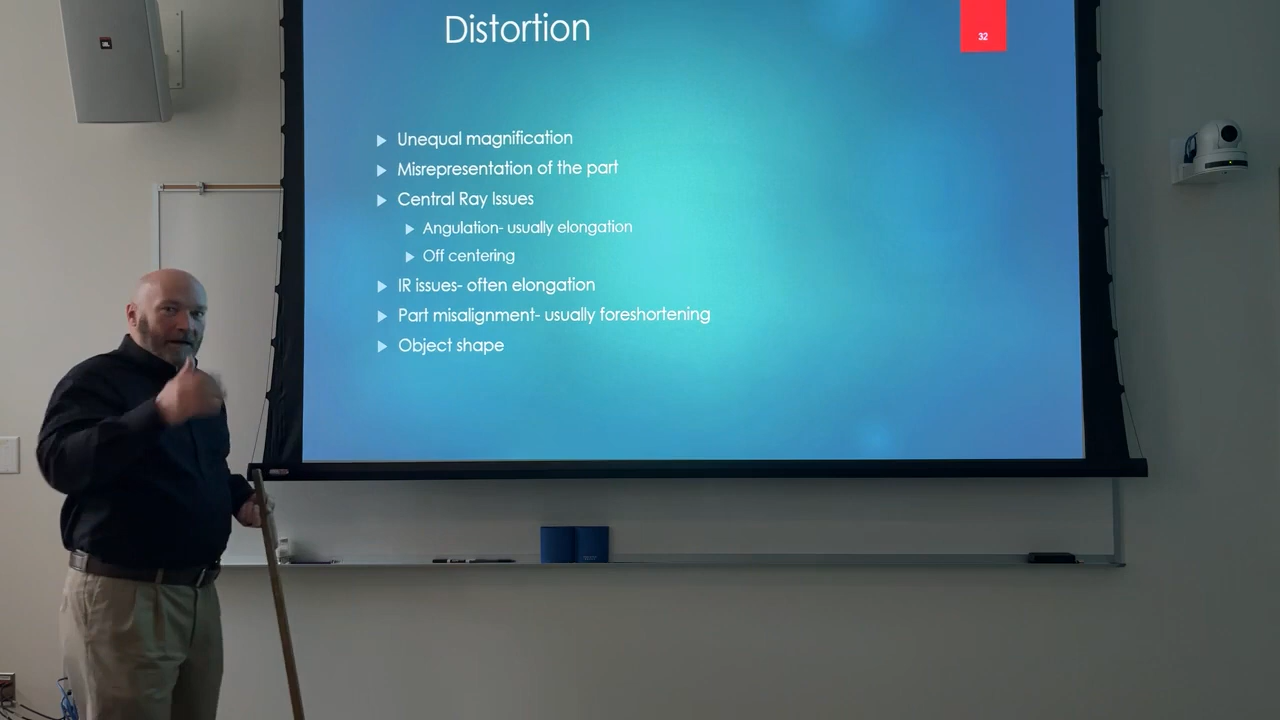 Distortion
32
Unequal magnification
Misrepresentation of the part
Central Ray Issues
Angulation- usually elongation
Off centering
IR issues- often elongation
Part misalignment- usually foreshortening
Object shape
JBL